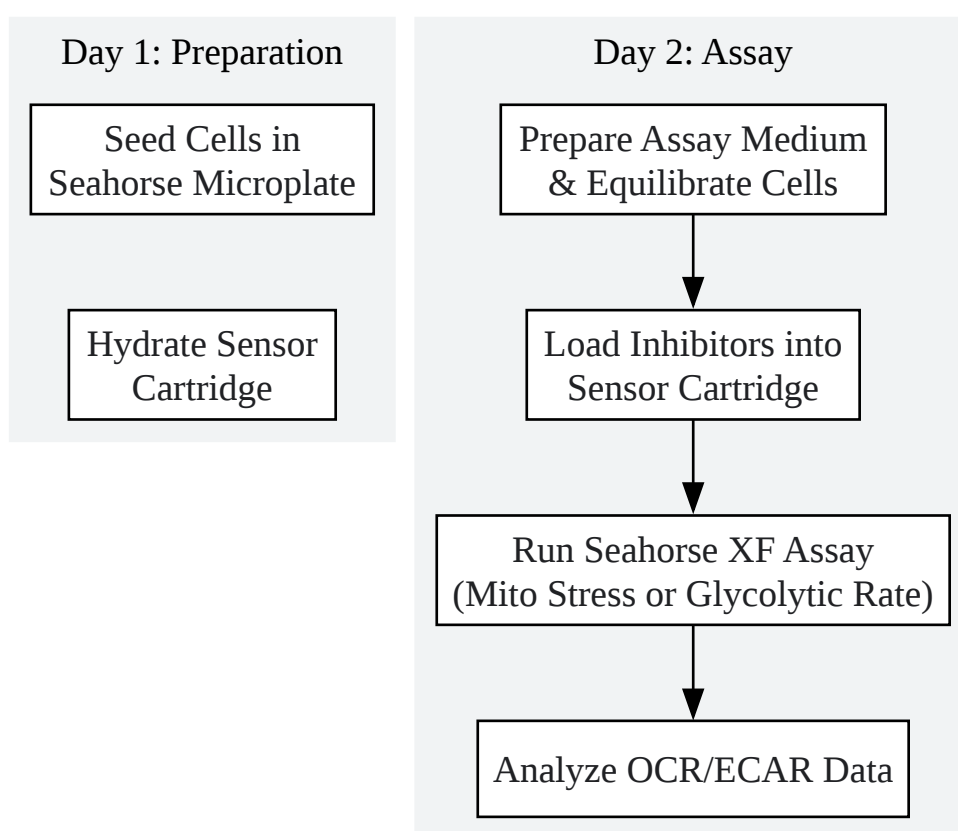 Day 1: Preparation
Seed Cells in
Seahorse Microplate
Hydrate Sensor
Cartridge
Day 2: Assay
Prepare Assay Medium
& Equilibrate Cells
Load Inhibitors into
Sensor Cartridge
Run Seahorse XF Assay
(Mito Stress or Glycolytic Rate)
Analyze OCR/ECAR Data